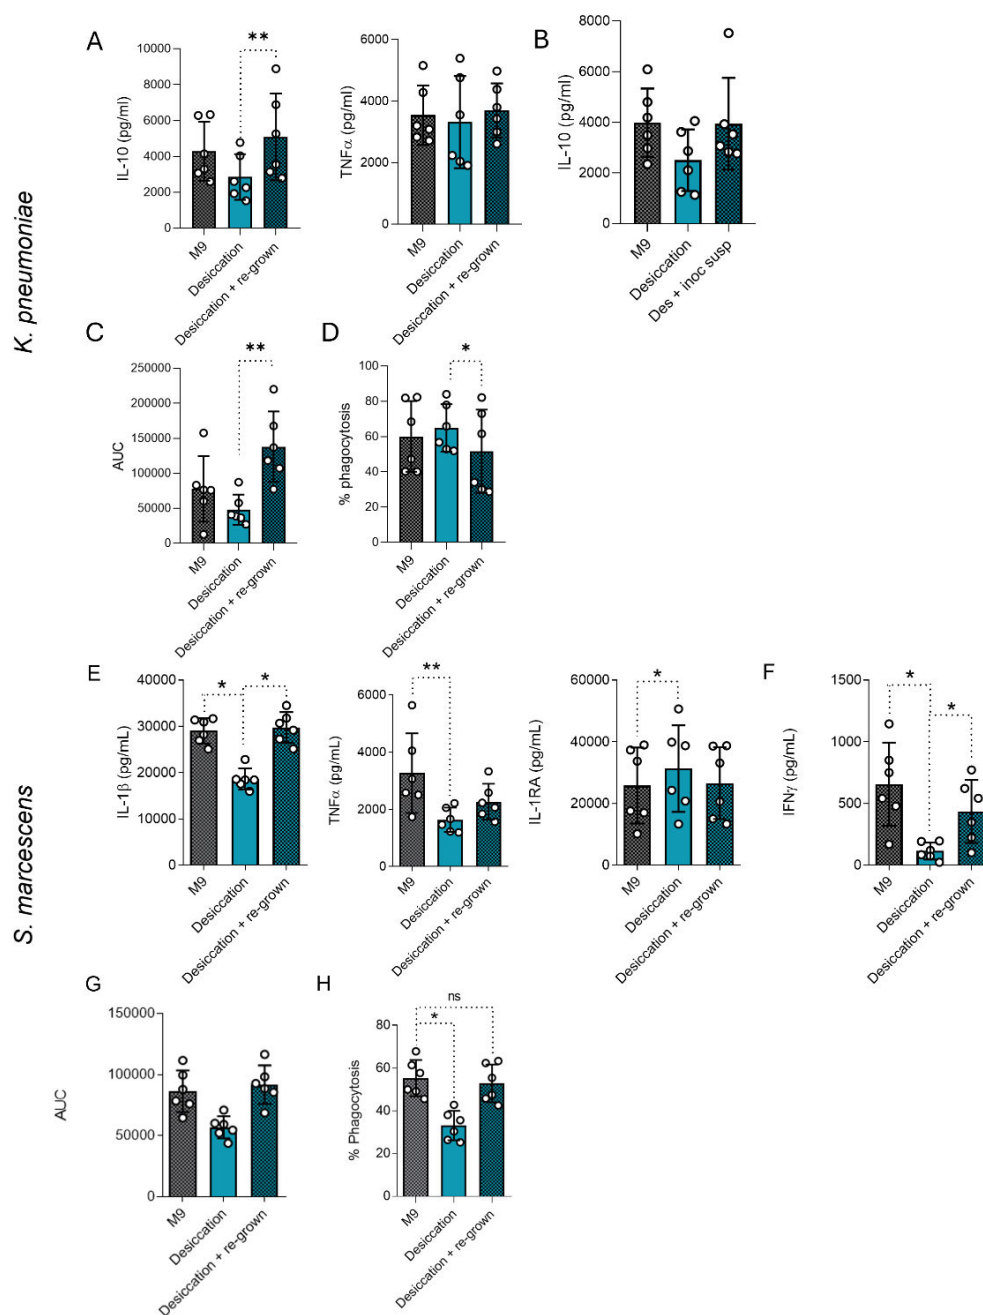 K. pneumoniae
A
IL-10 (pg/ml)
10000
8000
6000
4000
2000
0
**
M9
Desiccation
Desiccation + re-grown
TNFα (pg/ml)
6000
4000
2000
0
M9
Desiccation
Desiccation + re-grown
B
IL-10 (pg/ml)
8000
6000
4000
2000
0
M9
Desiccation
Des + inoc susp
C
AUC
250000
200000
150000
100000
50000
0
**
M9
Desiccation
Desiccation + re-grown
D
% phagocytosis
100
80
60
40
20
0
*
M9
Desiccation
Desiccation + re-grown
S. marcescens
E
IL-1β (pg/mL)
40000
30000
20000
10000
0
*
*
M9
Desiccation
Desiccation + re-grown
TNFα (pg/mL)
6000
4000
2000
0
**
M9
Desiccation
Desiccation + re-grown
IL-1RA (pg/mL)
60000
40000
20000
0
*
M9
Desiccation
Desiccation + re-grown
F
IFNγ (pg/mL)
1500
1000
500
0
*
*
M9
Desiccation
Desiccation + re-grown
G
AUC
150000
100000
50000
0
M9
Desiccation
Desiccation + re-grown
H
% Phagocytosis
80
60
40
20
0
ns
*
M9
Desiccation
Desiccation + re-grown